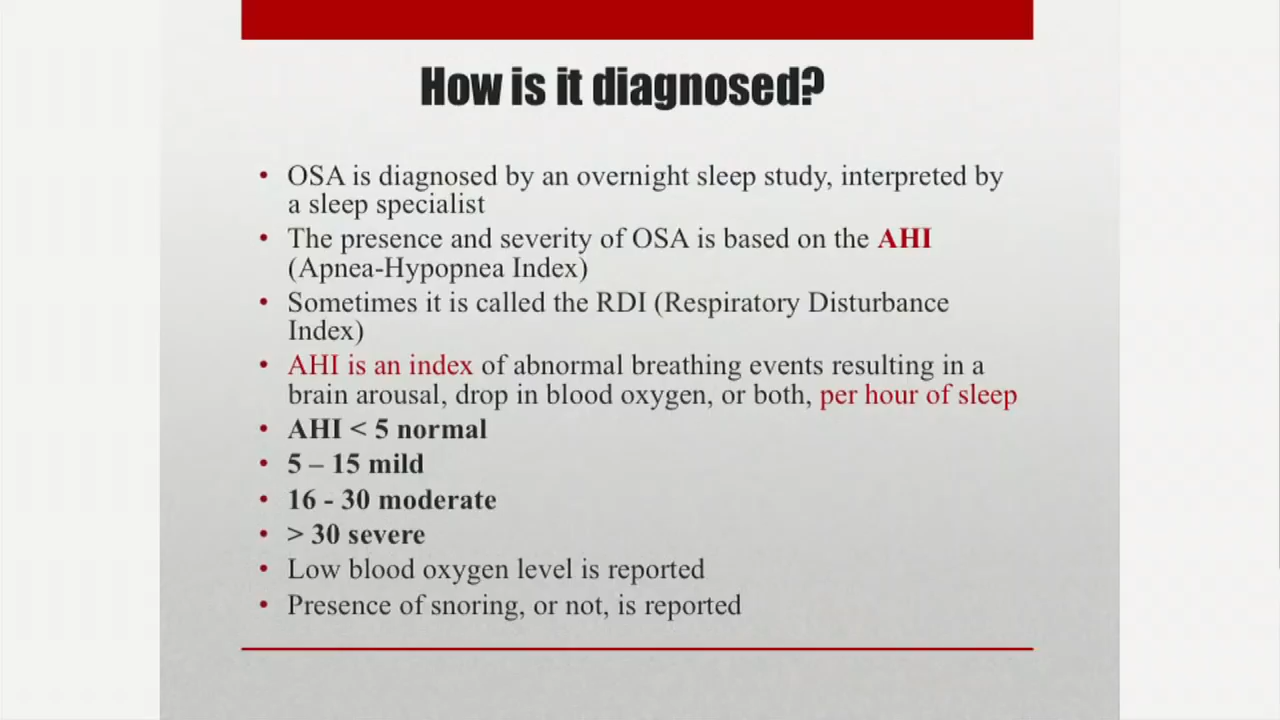 How is it diagnosed?
• OSA is diagnosed by an overnight sleep study, interpreted by
a sleep specialist
• The presence and severity of OSA is based on the AHI
(Apnea-Hypopnea Index)
• Sometimes it is called the RDI (Respiratory Disturbance
Index)
• AHI is an index of abnormal breathing events resulting in a
brain arousal, drop in blood oxygen, or both, per hour of sleep
• AHI < 5 normal
• 5 – 15 mild
• 16 - 30 moderate
• > 30 severe
• Low blood oxygen level is reported
• Presence of snoring, or not, is reported